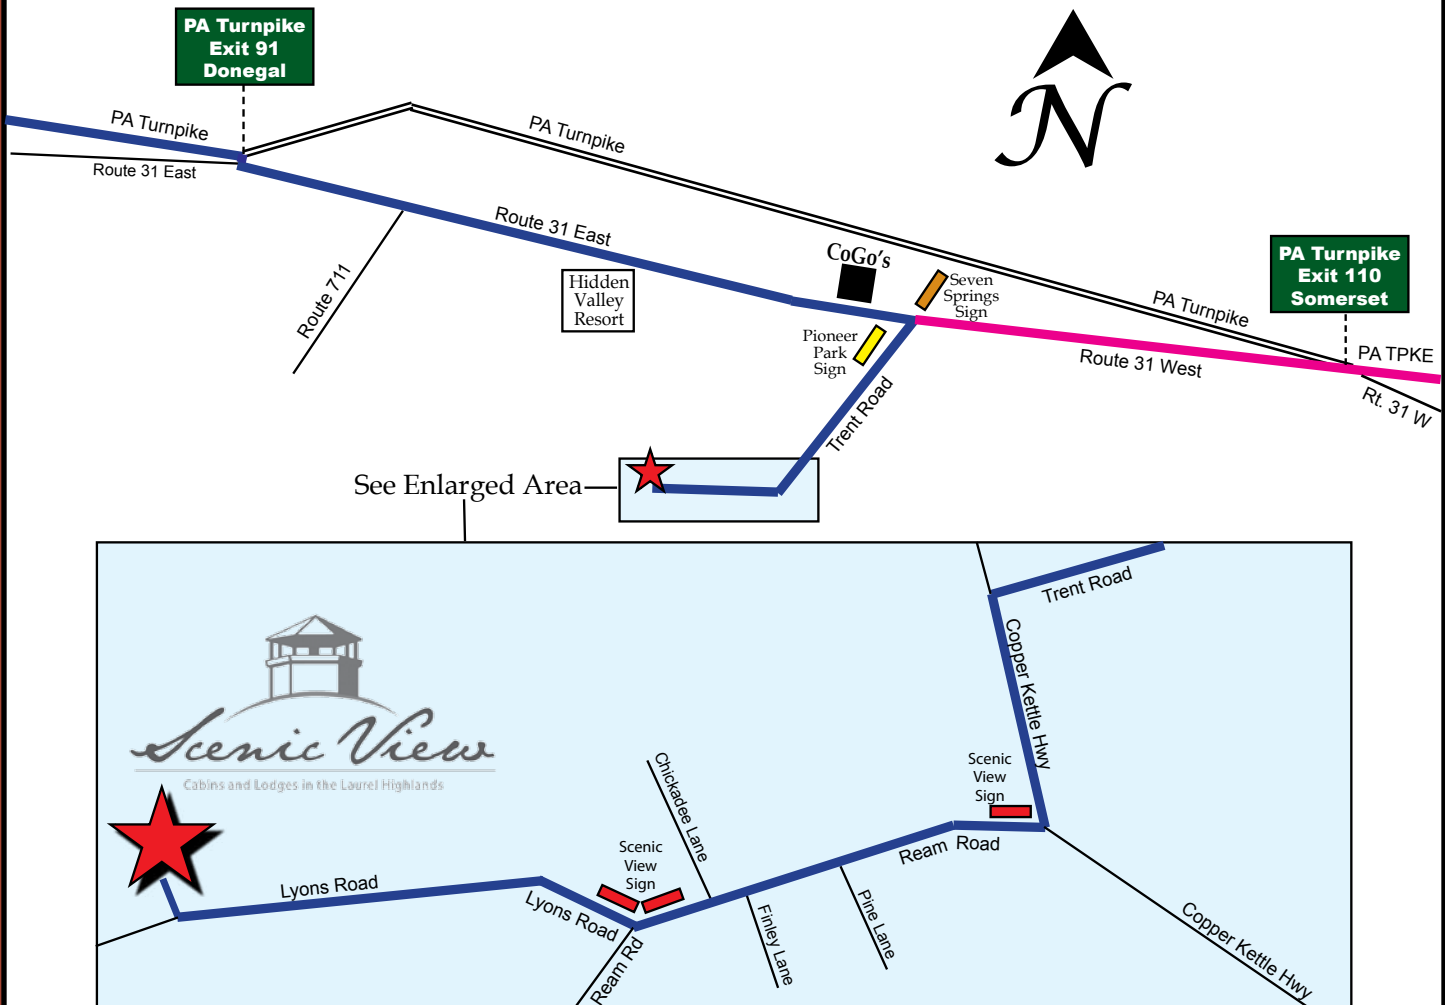 PA Turnpike
Exit 91
Donegal
N
PA Turnpike
Route 31 East
PA Turnpike
Route 31 East
Route 711
Hidden
Valley
Resort
CoGo's
Seven
Springs
Sign
Pioneer
Park
Sign
PA Turnpike
Exit 110
Somerset
PA Turnpike
PA TPKE
Route 31 West
Rt. 31 W
Trent Road
See Enlarged Area
Trent Road
Copper Kettle Hwy
Scenic View
Cabins and Lodges in the Laurel Highlands
Scenic
View
Sign
Chickadee Lane
Scenic
View
Sign
Ream Road
Lyons Road
Lyons Road
Ream Rd
Finley Lane
Pine Lane
Copper Kettle Hwy